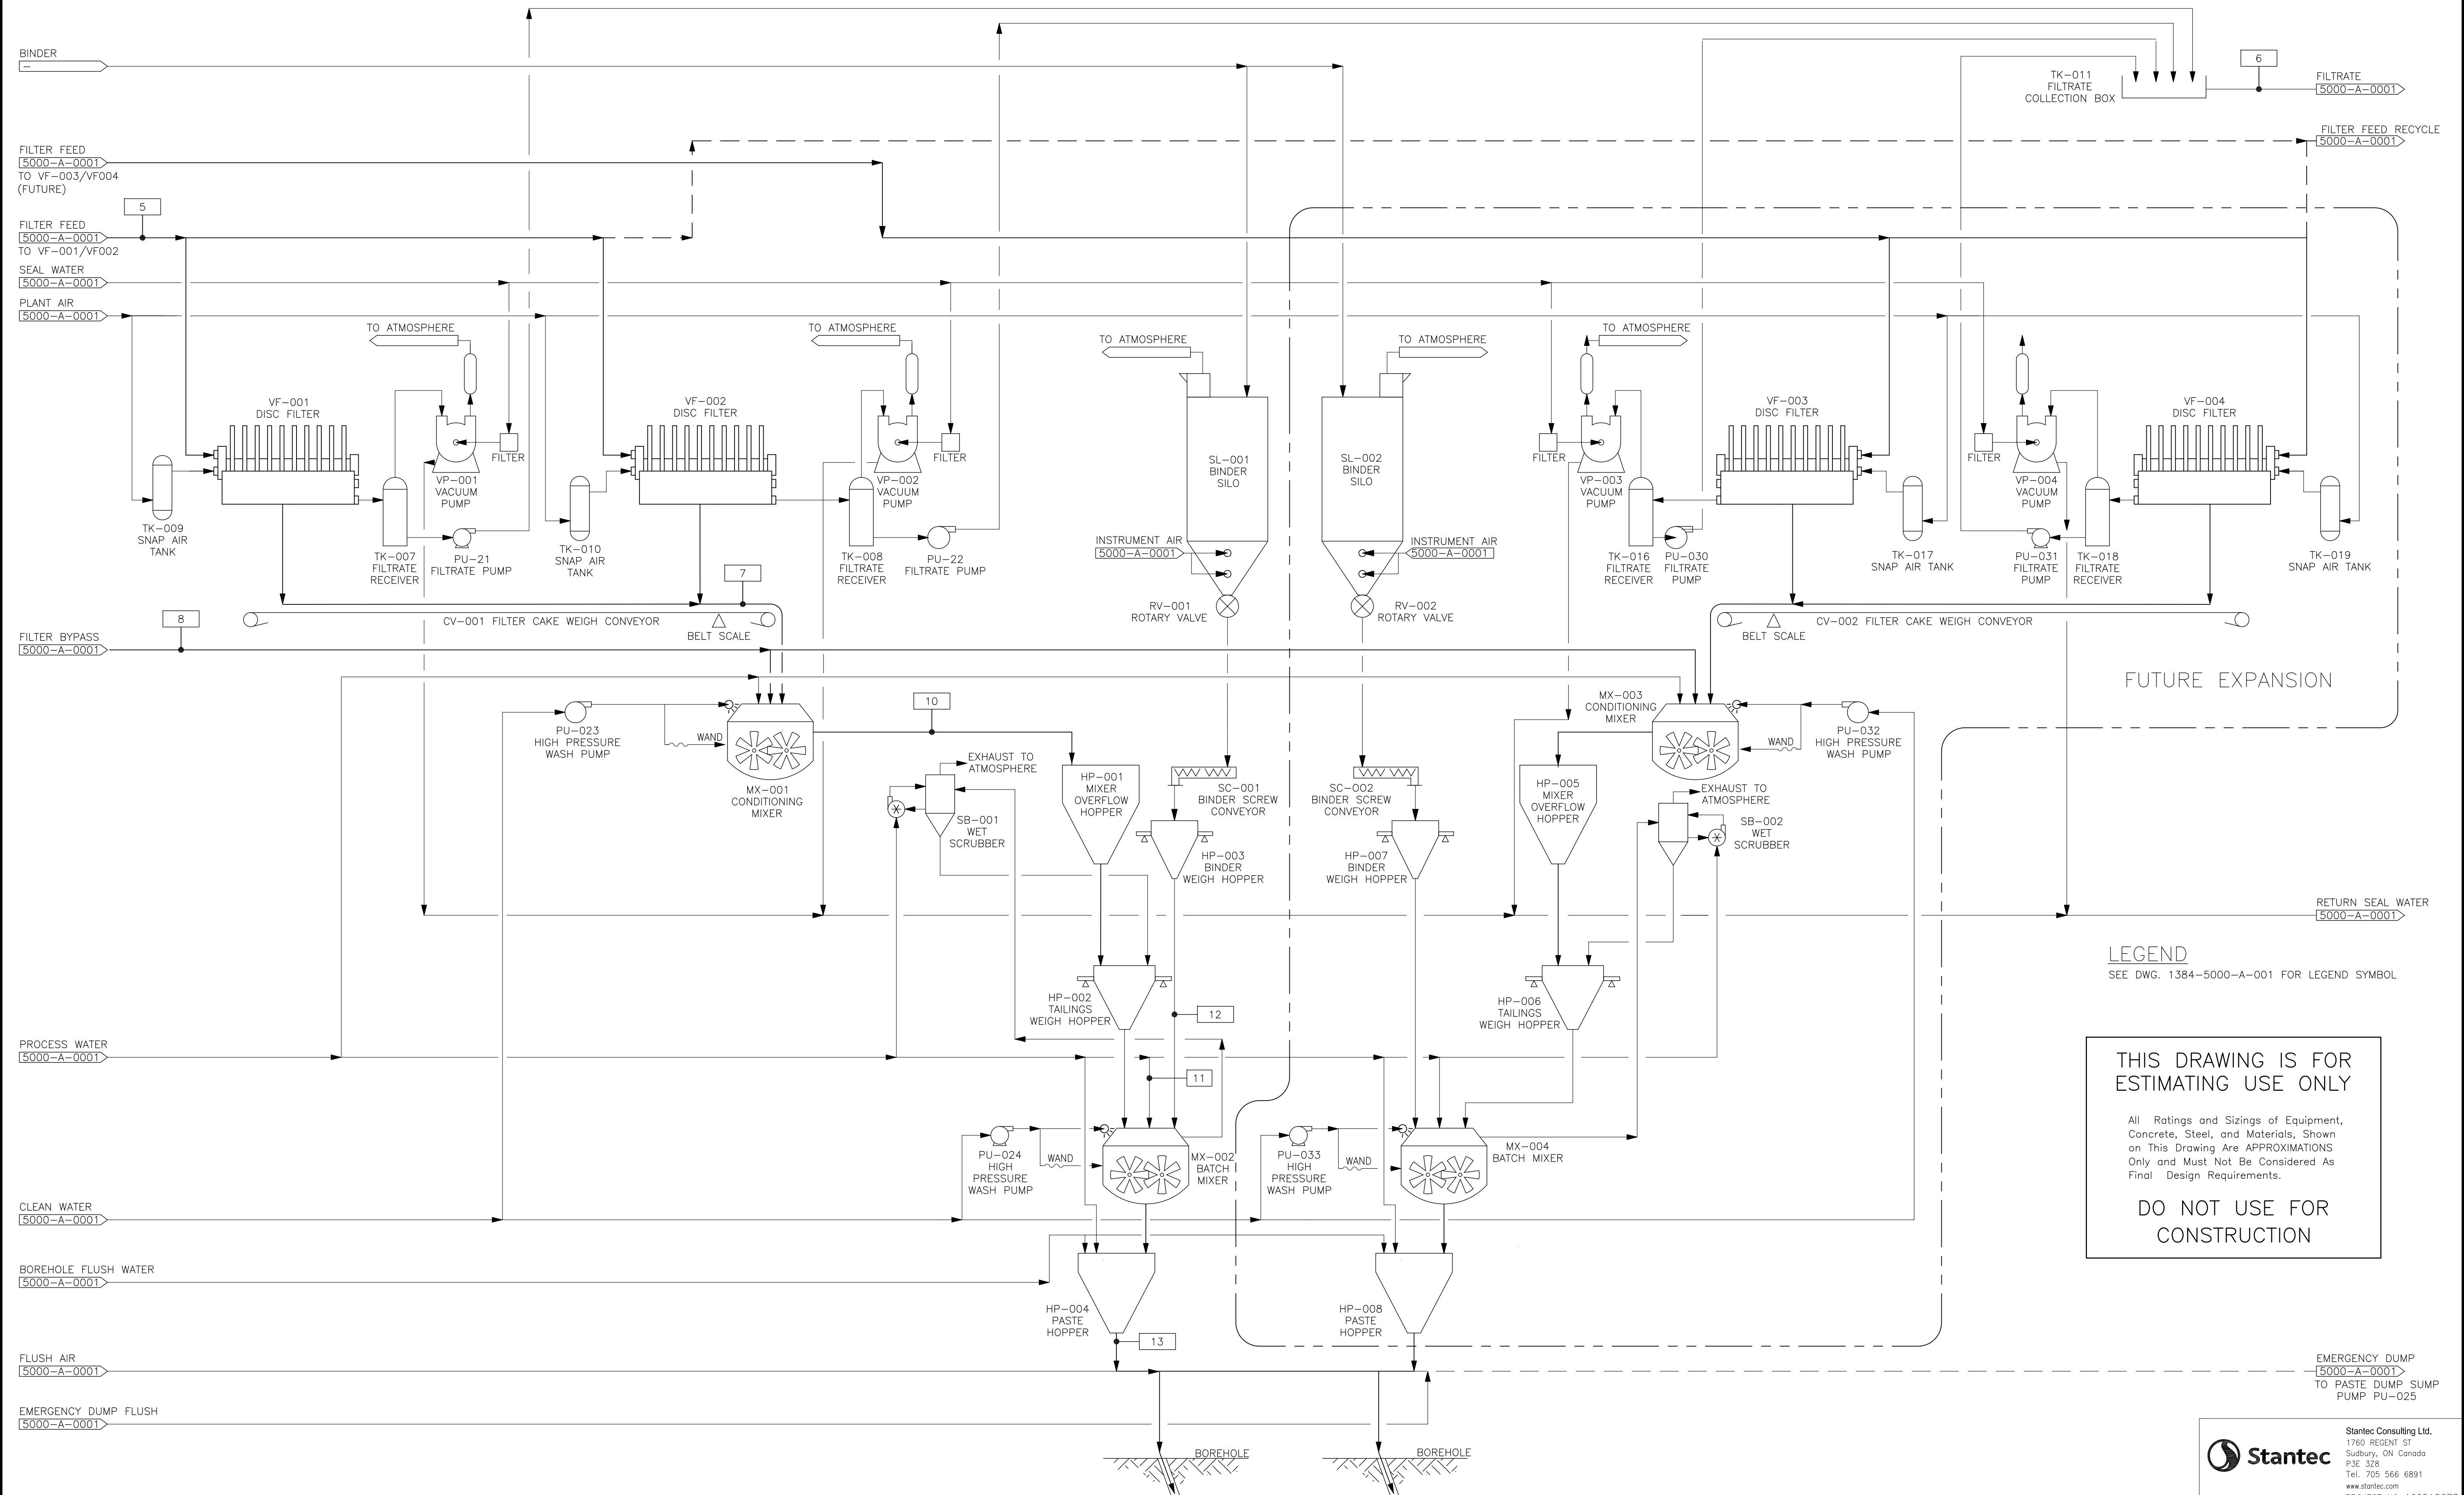 BINDER
–
TK-011
FILTRATE
COLLECTION BOX
6
FILTRATE
5000-A-0001
FILTER FEED
5000-A-0001
TO VF-003/VF004
(FUTURE)
FILTER FEED RECYCLE
5000-A-0001
5
FILTER FEED
5000-A-0001
TO VF-001/VF002
SEAL WATER
5000-A-0001
PLANT AIR
5000-A-0001
TO ATMOSPHERE
TO ATMOSPHERE
TO ATMOSPHERE
TO ATMOSPHERE
TO ATMOSPHERE
VF-001
DISC FILTER
VF-002
DISC FILTER
VF-003
DISC FILTER
VF-004
DISC FILTER
FILTER
FILTER
FILTER
FILTER
VP-001
VACUUM
PUMP
VP-002
VACUUM
PUMP
SL-001
BINDER
SILO
SL-002
BINDER
SILO
VP-003
VACUUM
PUMP
VP-004
VACUUM
PUMP
TK-009
SNAP AIR
TANK
TK-007
FILTRATE
RECEIVER
PU-21
FILTRATE PUMP
TK-010
SNAP AIR
TANK
TK-008
FILTRATE
RECEIVER
PU-22
FILTRATE PUMP
INSTRUMENT AIR
5000-A-0001
INSTRUMENT AIR
5000-A-0001
TK-016
FILTRATE
RECEIVER
PU-030
FILTRATE
PUMP
TK-017
SNAP AIR TANK
PU-031
FILTRATE
PUMP
TK-018
FILTRATE
RECEIVER
TK-019
SNAP AIR TANK
7
8
CV-001 FILTER CAKE WEIGH CONVEYOR
BELT SCALE
RV-001
ROTARY VALVE
RV-002
ROTARY VALVE
BELT SCALE
CV-002 FILTER CAKE WEIGH CONVEYOR
FILTER BYPASS
5000-A-0001
FUTURE EXPANSION
PU-023
HIGH PRESSURE
WASH PUMP
WAND
MX-001
CONDITIONING
MIXER
10
EXHAUST TO
ATMOSPHERE
SB-001
WET
SCRUBBER
HP-001
MIXER
OVERFLOW
HOPPER
SC-001
BINDER SCREW
CONVEYOR
HP-003
BINDER
WEIGH HOPPER
SC-002
BINDER SCREW
CONVEYOR
HP-007
BINDER
WEIGH HOPPER
HP-005
MIXER
OVERFLOW
HOPPER
MX-003
CONDITIONING
MIXER
WAND
PU-032
HIGH PRESSURE
WASH PUMP
EXHAUST TO
ATMOSPHERE
SB-002
WET
SCRUBBER
RETURN SEAL WATER
5000-A-0001
LEGEND
SEE DWG. 1384-5000-A-001 FOR LEGEND SYMBOL
HP-002
TAILINGS
WEIGH HOPPER
12
HP-006
TAILINGS
WEIGH HOPPER
PROCESS WATER
5000-A-0001
11
THIS DRAWING IS FOR
ESTIMATING USE ONLY
All Ratings and Sizings of Equipment,
Concrete, Steel, and Materials, Shown
on This Drawing Are APPROXIMATIONS
Only and Must Not Be Considered As
Final Design Requirements.
DO NOT USE FOR
CONSTRUCTION
PU-024
HIGH
PRESSURE
WASH PUMP
WAND
MX-002
BATCH
MIXER
PU-033
HIGH
PRESSURE
WASH PUMP
WAND
MX-004
BATCH MIXER
CLEAN WATER
5000-A-0001
BOREHOLE FLUSH WATER
5000-A-0001
HP-004
PASTE
HOPPER
HP-008
PASTE
HOPPER
13
FLUSH AIR
5000-A-0001
EMERGENCY DUMP
5000-A-0001
TO PASTE DUMP SUMP
PUMP PU-025
EMERGENCY DUMP FLUSH
5000-A-0001
BOREHOLE
BOREHOLE
Stantec
Stantec Consulting Ltd.
1760 REGENT ST
Sudbury, ON Canada
P3E 3Z8
Tel. 705 566 6891
www.stantec.com